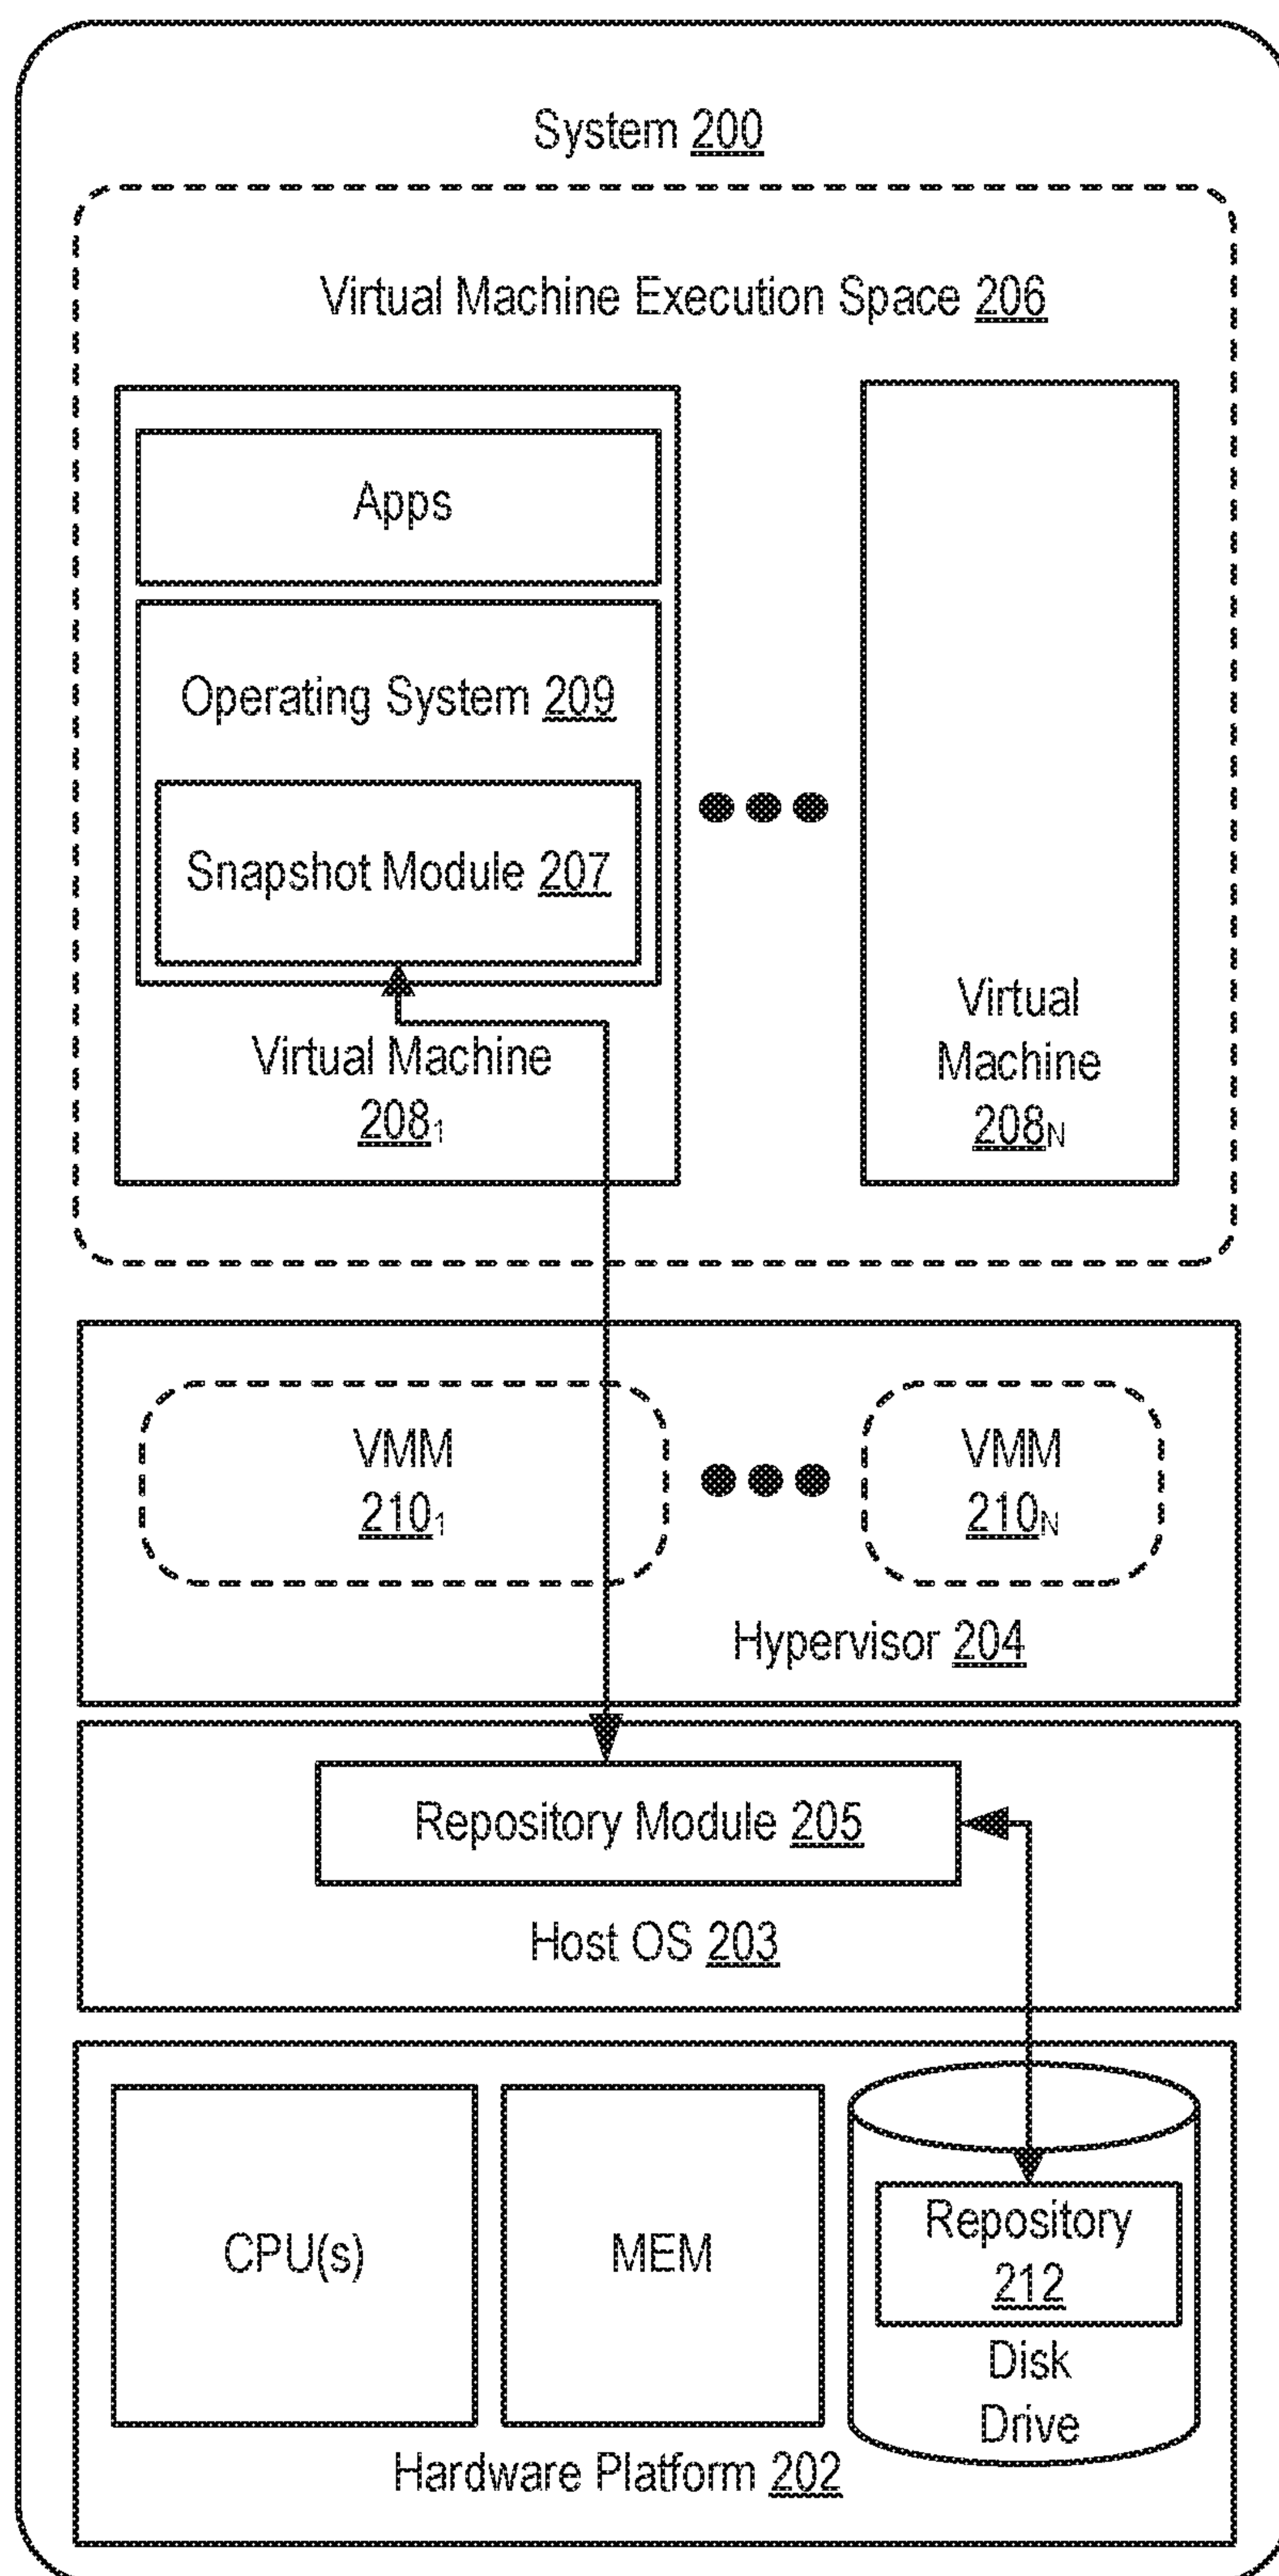 System 200
Virtual Machine Execution Space 206
Apps
Operating System 209
Snapshot Module 207
Virtual Machine
208₁
Virtual
Machine
208N
VMM
210₁
VMM
210N
Hypervisor 204
Repository Module 205
Host OS 203
CPU(s)
MEM
Repository
212
Disk
Drive
Hardware Platform 202